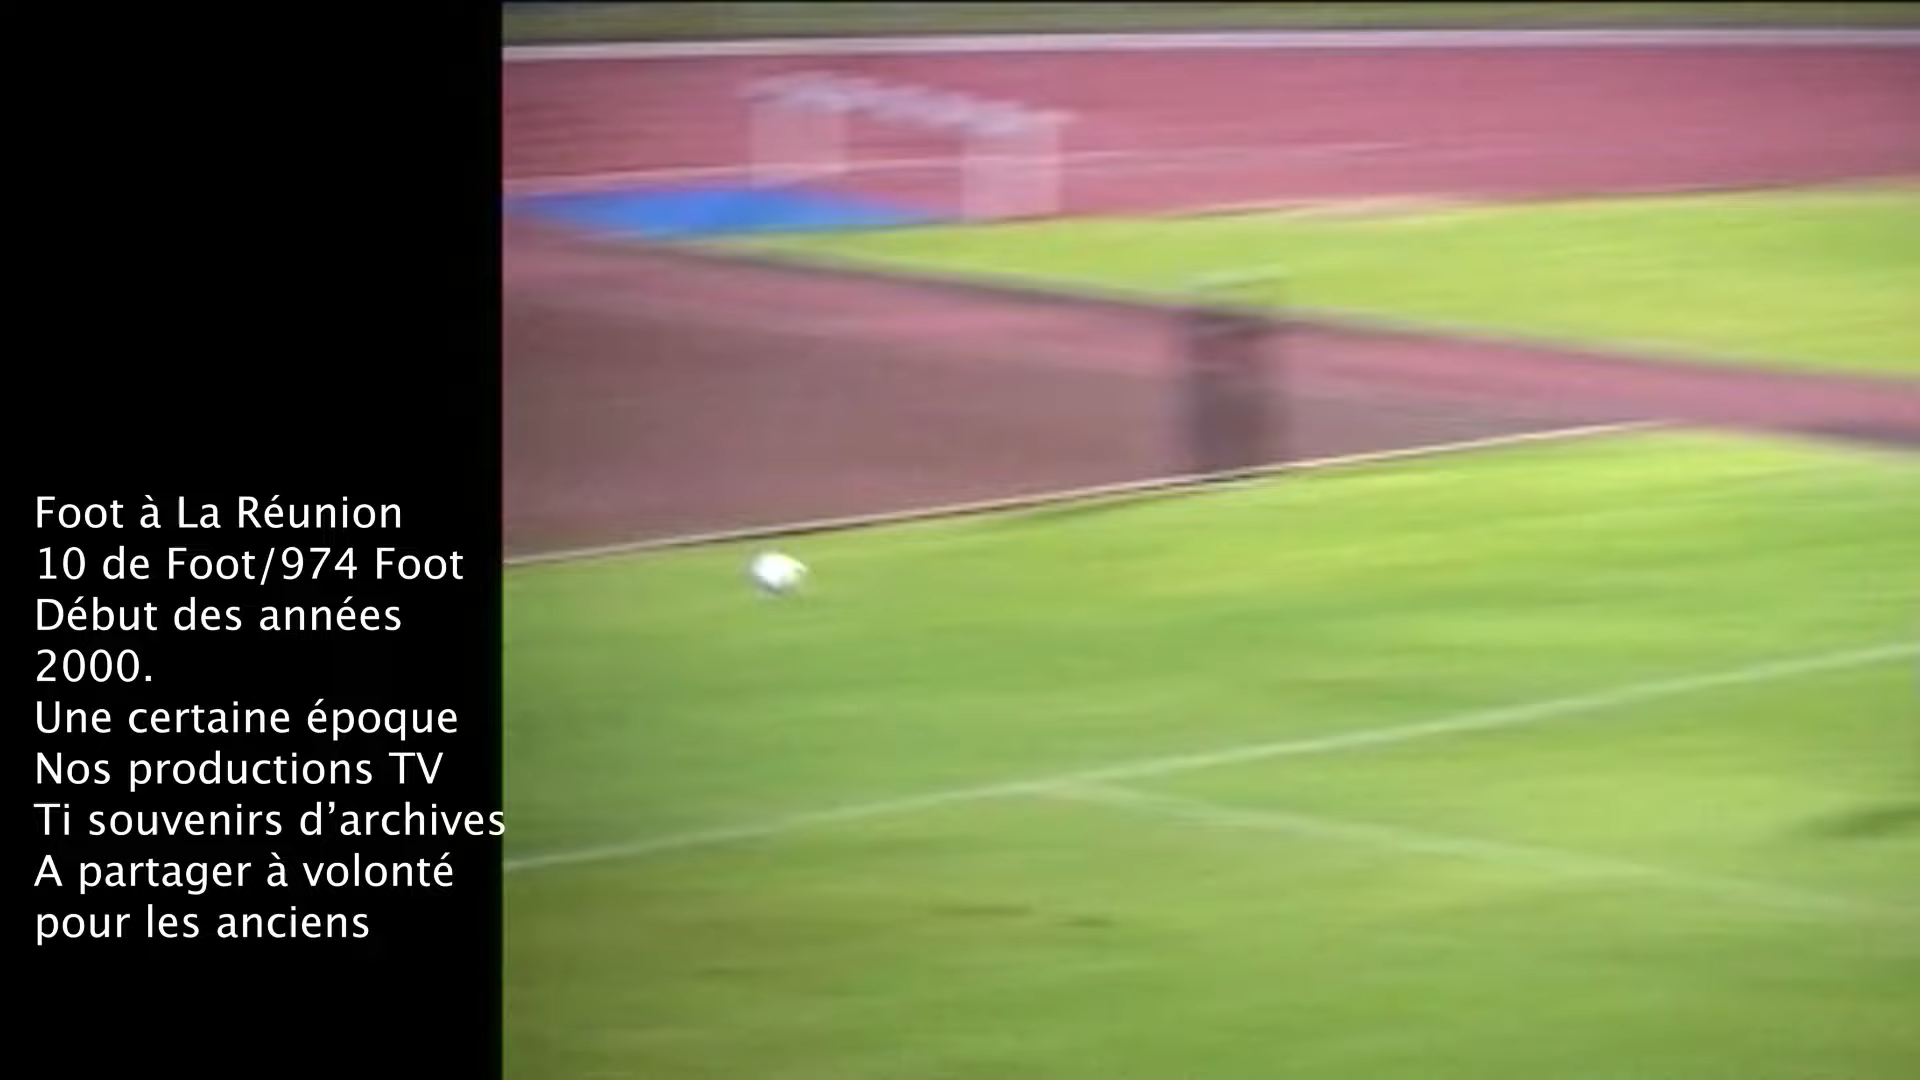 Foot à La Réunion
10 de Foot/974 Foot
Début des années
2000.
Une certaine époque
Nos productions TV
Ti souvenirs d’archives
A partager à volonté
pour les anciens